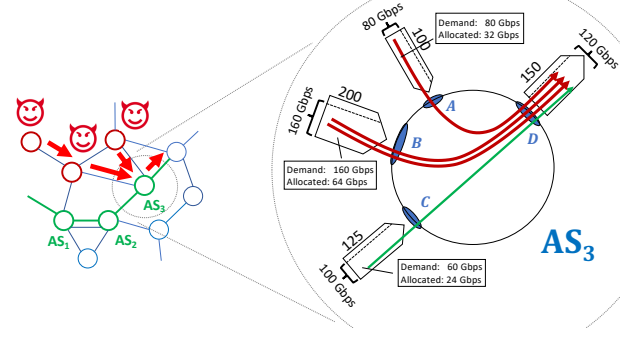 80 Gbps
100
Demand: 80 Gbps
Allocated: 32 Gbps
120 Gbps
150
160 Gbps
200
A
B
D
Demand: 160 Gbps
Allocated: 64 Gbps
C
AS3
AS1
AS2
125
100 Gbps
Demand: 60 Gbps
Allocated: 24 Gbps
AS3